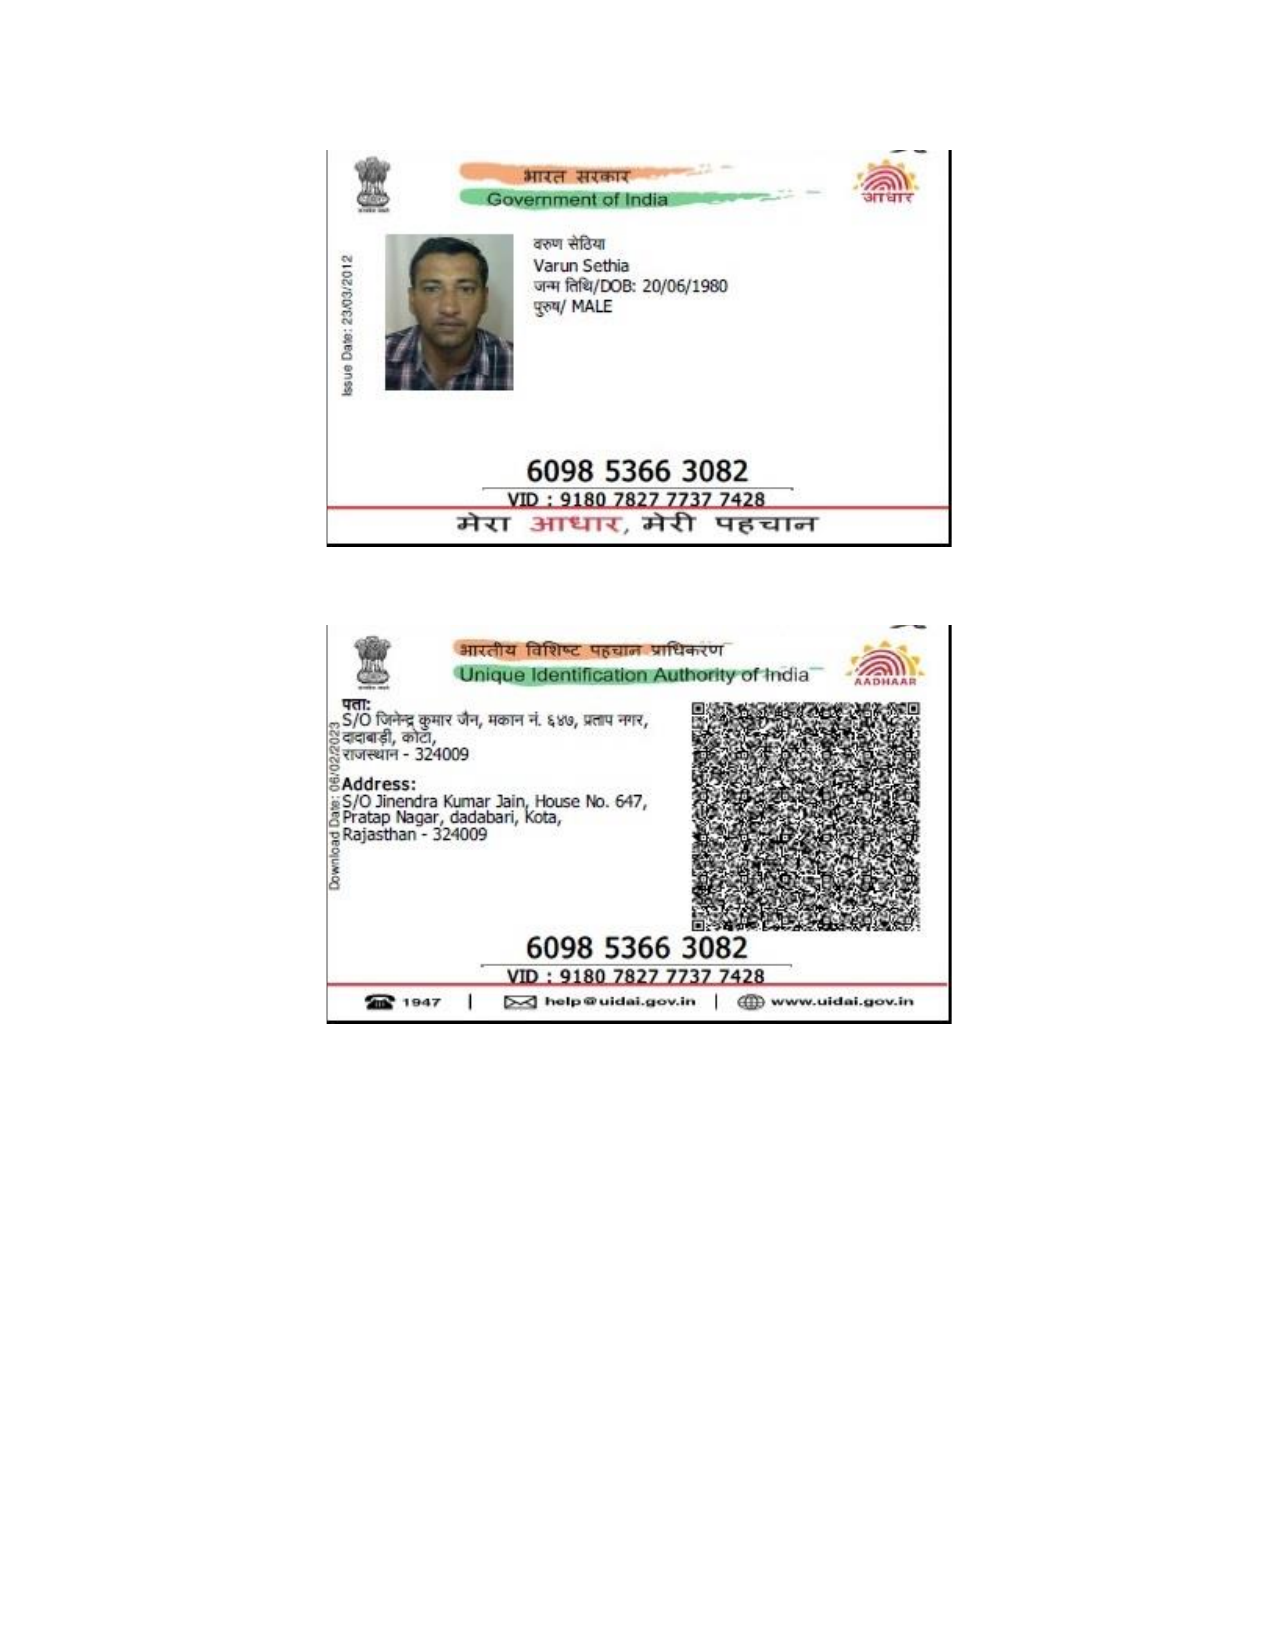 भारत सरकार
Government of India
आधार
Issue Date: 23/03/2012
वरुण सेठिया
Varun Sethia
जन्म तिथि/DOB: 20/06/1980
पुरुष/ MALE
6098 5366 3082
VID : 9180 7827 7737 7428
मेरा आधार, मेरी पहचान
भारतीय विशिष्ट पहचान प्राधिकरण
Unique Identification Authority of India
AADHAAR
Download Date: 06/02/2023
पता:
S/O जिनेन्द्र कुमार जैन, मकान नं. ६४७, प्रताप नगर,
दादाबाड़ी, कोटा,
राजस्थान - 324009
Address:
S/O Jinendra Kumar Jain, House No. 647,
Pratap Nagar, dadabari, Kota,
Rajasthan - 324009
6098 5366 3082
VID : 9180 7827 7737 7428
1947 | help@uidai.gov.in | www.uidai.gov.in